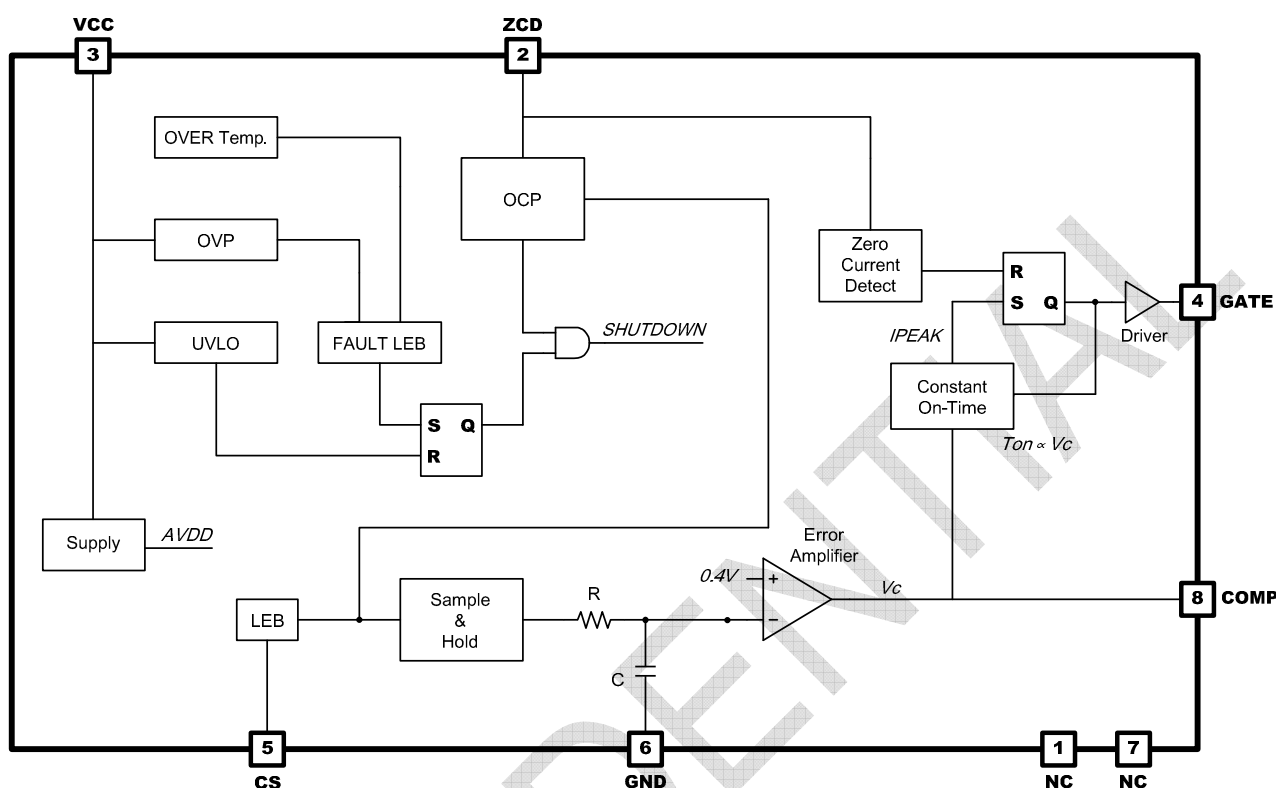 VCC
3
ZCD
2
OVER Temp.
OCP
OVP
Zero
Current
Detect
R
S Q
4 GATE
Driver
UVLO
FAULT LEB
SHUTDOWN
IPEAK
Constant
On-Time
Ton ∝ Vc
S Q
R
Supply
AVDD
Error
Amplifier
0.4V
+
−
Vc
8 COMP
LEB
Sample
&
Hold
R
C
5
CS
6
GND
1
NC
7
NC
DENTIAL